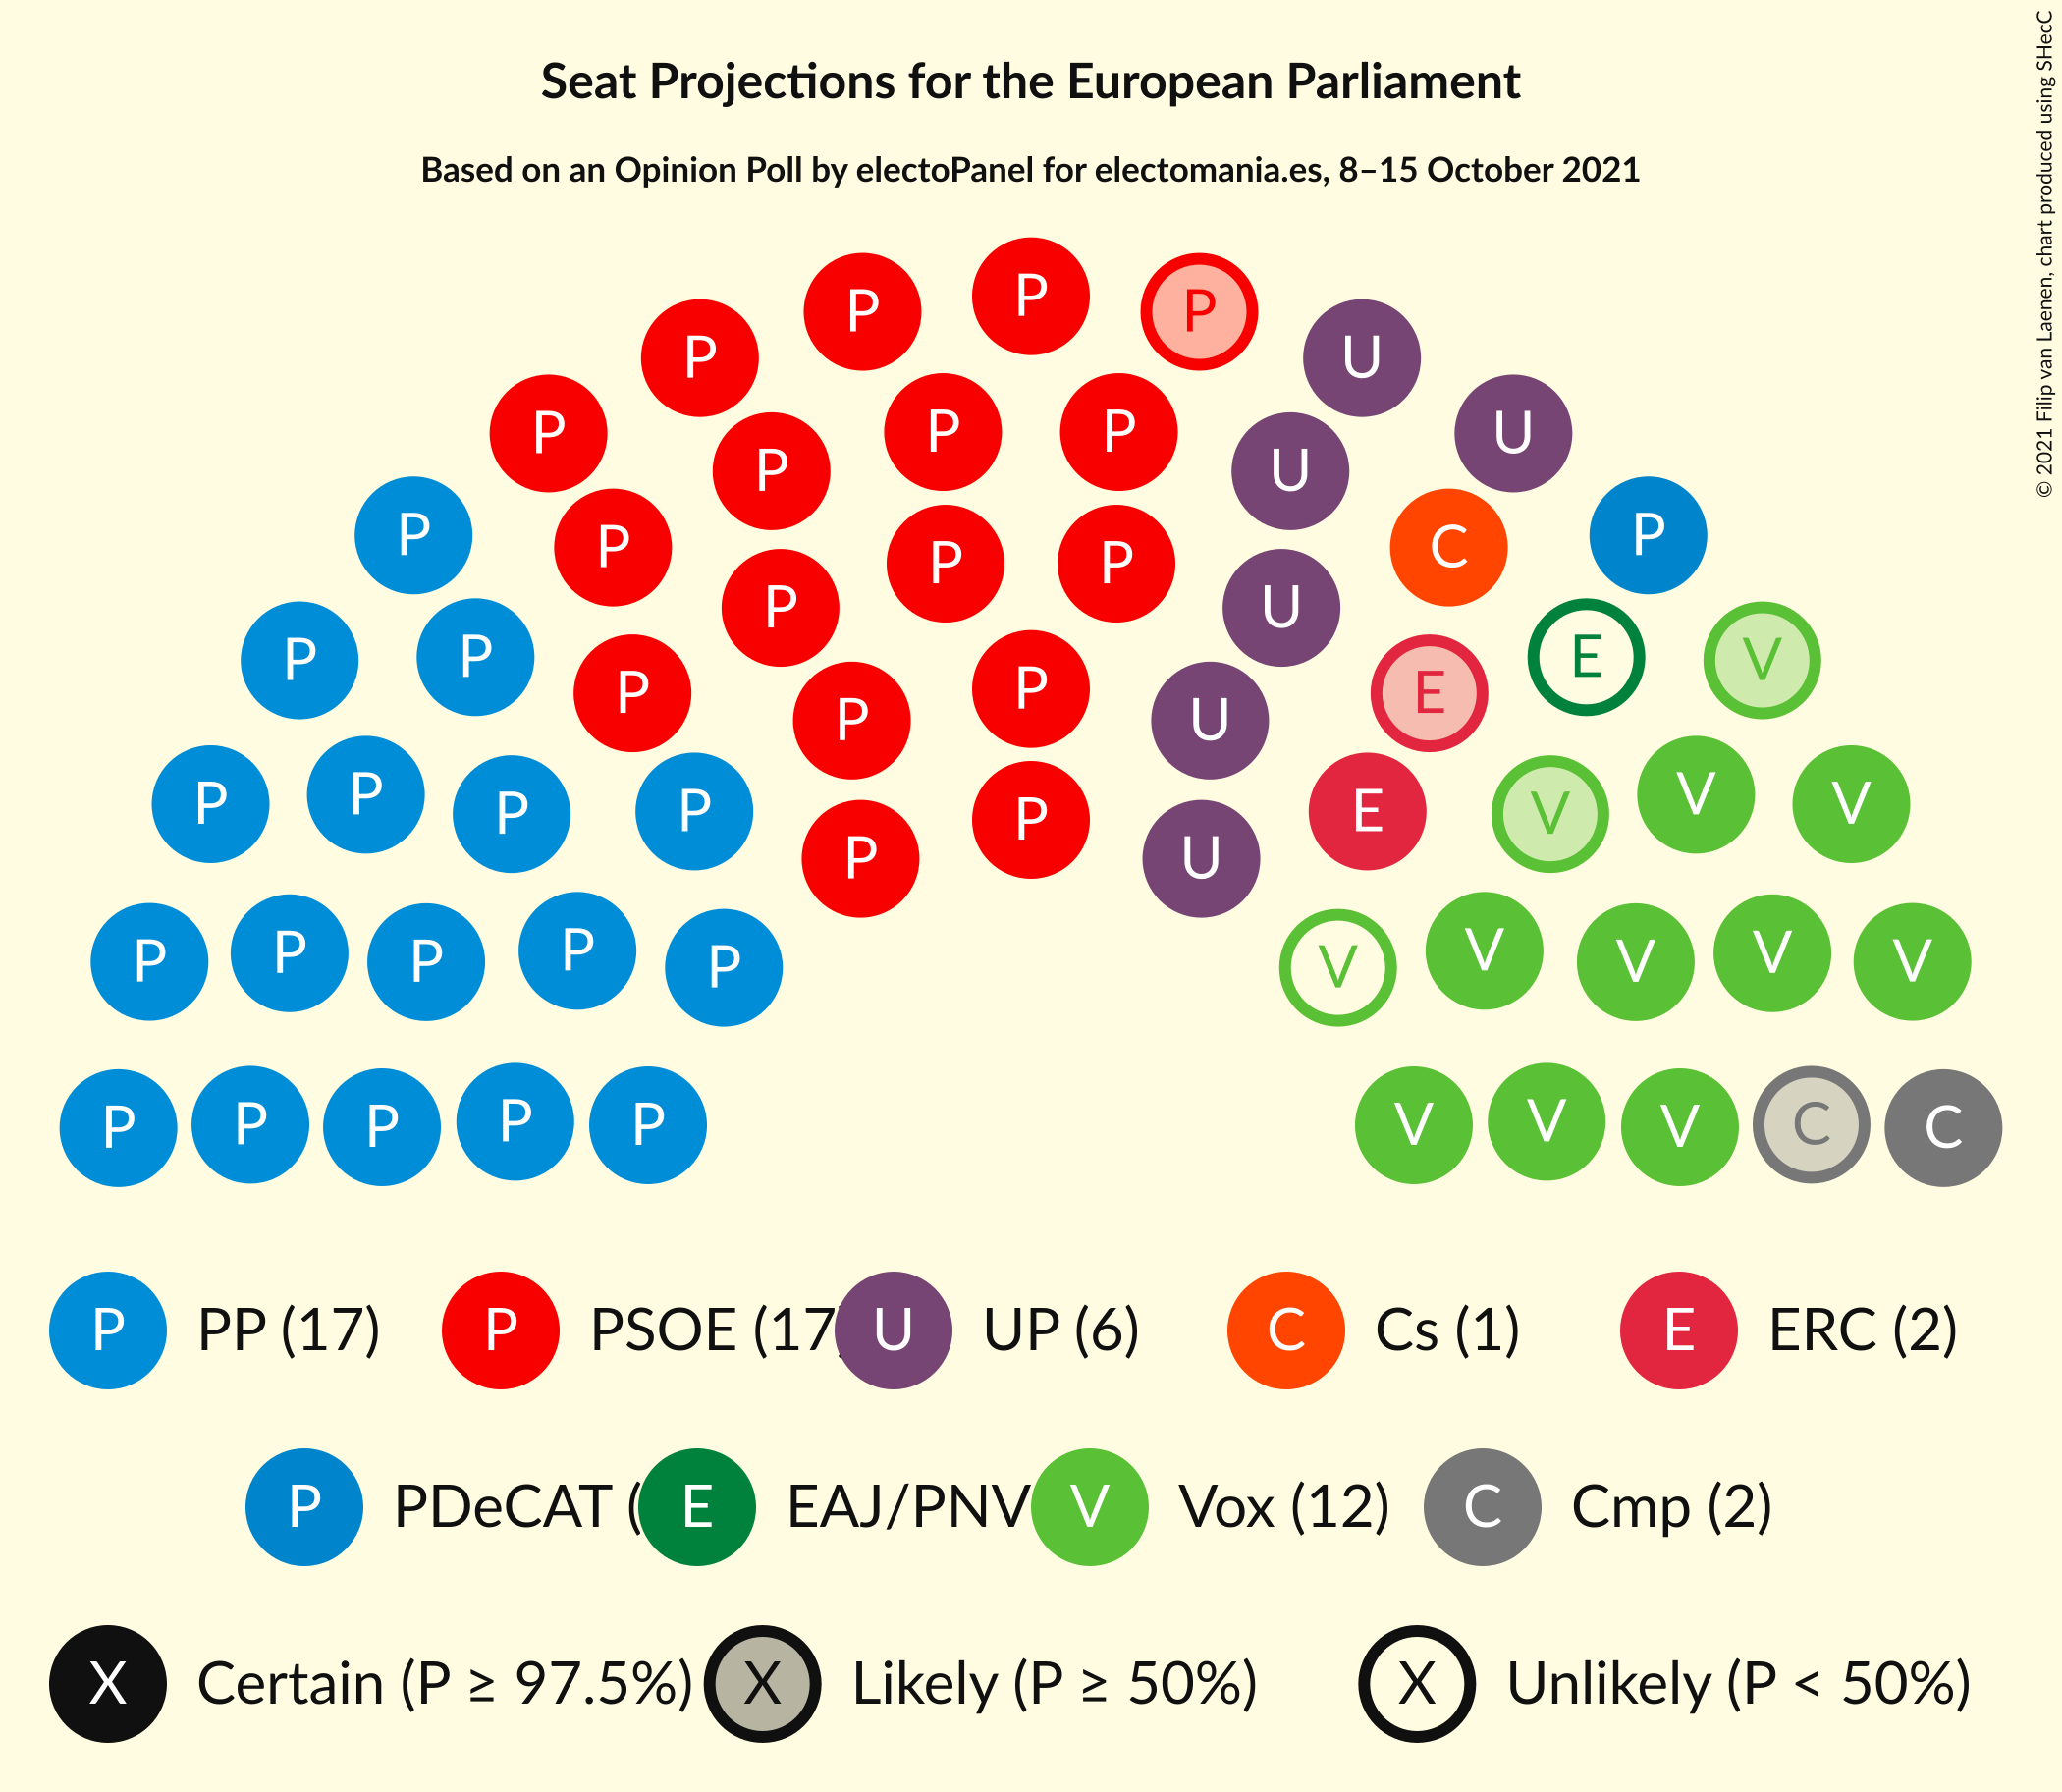 Seat Projections for the European Parliament
Based on an Opinion Poll by electoPanel for electomania.es, 8–15 October 2021
© 2021 Filip van Laenen, chart produced using SHecC
P P P P U
P P P U
P P P U C P
P P U
P P P P E E V
P P P U
P P P P P E V V V
P P U
P P P P P V V V V V
P P P P P V V V C C
P PP (17) P PSOE (17) U UP (6) C Cs (1) E ERC (2)
P PDeCAT ( E EAJ/PNV V Vox (12) C Cmp (2)
X Certain (P ≥ 97.5%) X Likely (P ≥ 50%) X Unlikely (P < 50%)